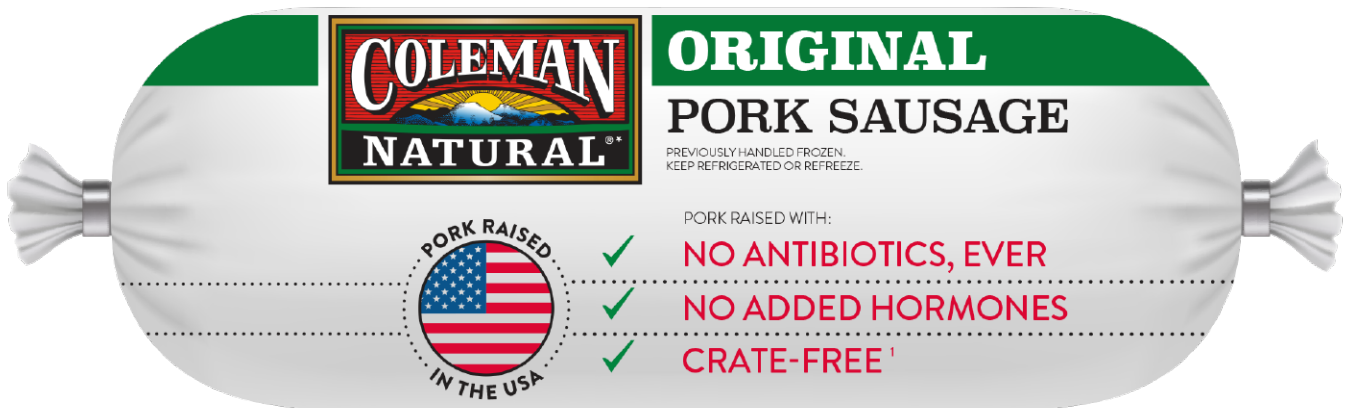 COLEMAN
NATURAL®*
ORIGINAL
PORK SAUSAGE
PREVIOUSLY HANDLED FROZEN.
KEEP REFRIGERATED OR REFREEZE.
PORK RAISED
IN THE USA
PORK RAISED WITH:
NO ANTIBIOTICS, EVER
NO ADDED HORMONES
CRATE-FREE¹